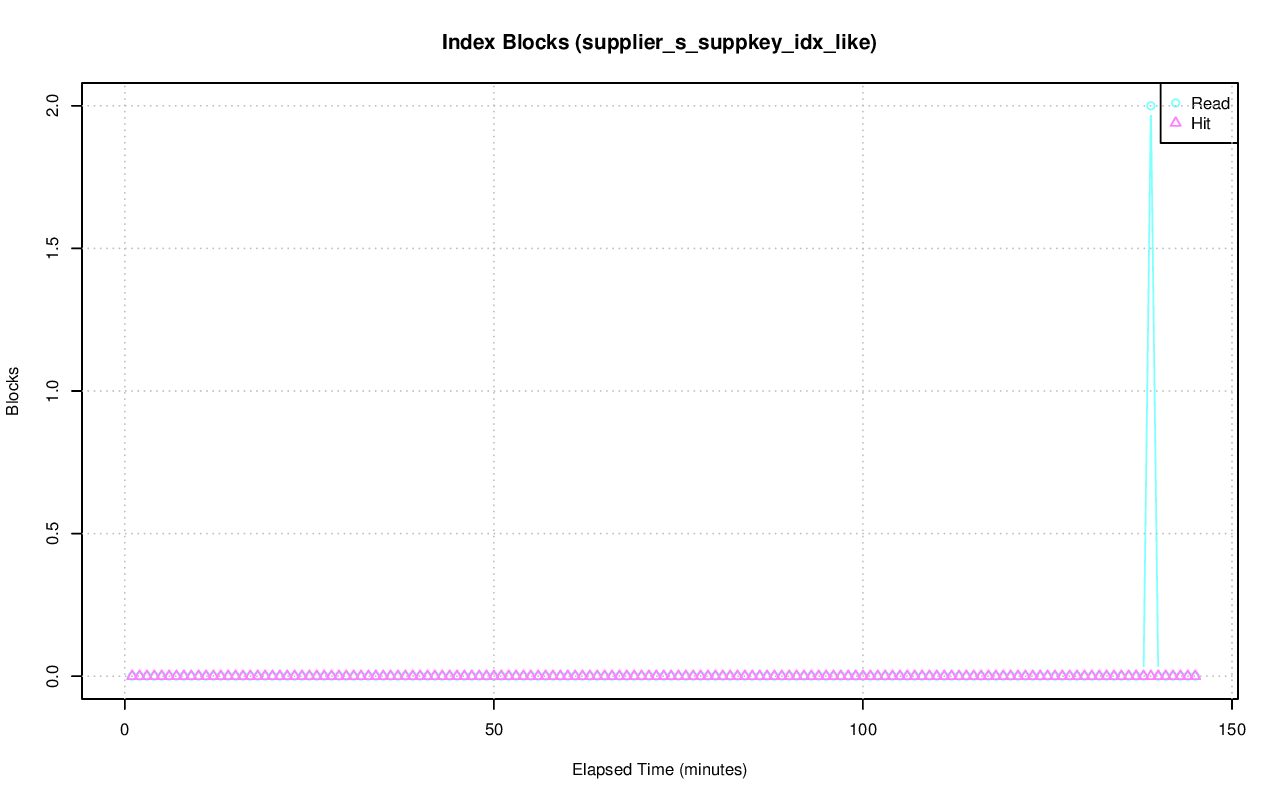 Index Blocks (supplier_s_suppkey_idx_like)
Read
Hit
2.0
1.5
1.0
0.5
0.0
Blocks
0 50 100 150
Elapsed Time (minutes)